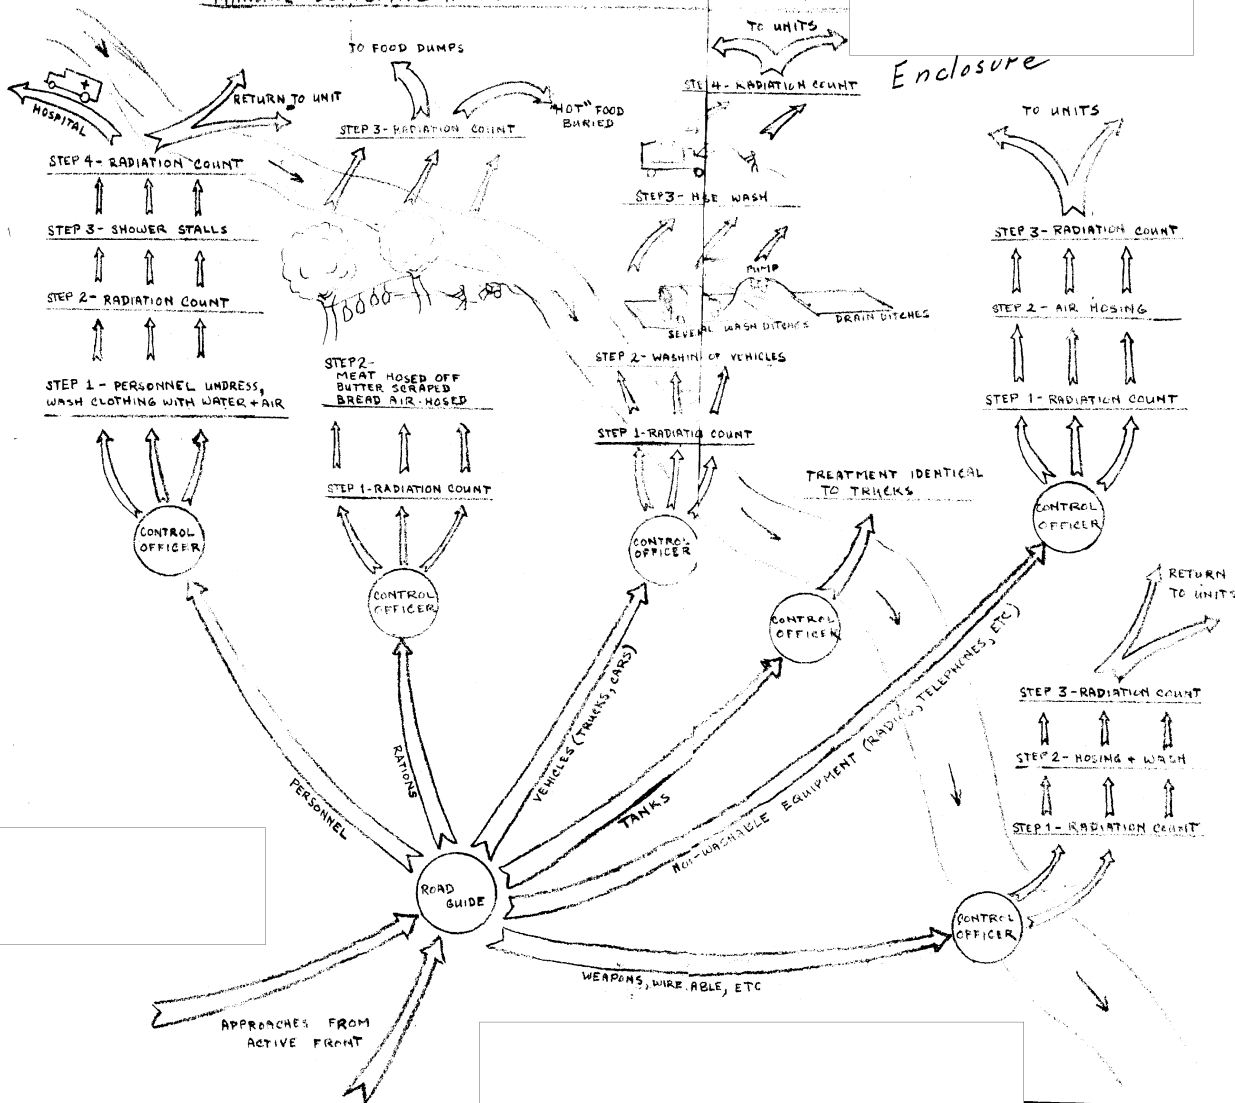 Enclosure
TO UNITS
STEP 4- RADIATION COUNT
TO FOOD DUMPS
"HOT" FOOD
BURIED
STEP 3- RADIATION COUNT
HOSPITAL
RETURN TO UNIT
STEP 4- RADIATION COUNT
STEP 3- SHOWER STALLS
STEP 2- RADIATION COUNT
STEP 1- PERSONNEL UNDRESS,
WASH CLOTHING WITH WATER + AIR
CONTROL
OFFICER
STEP 2-
MEAT HOSED OFF
BUTTER SCRAPED
BREAD AIR-HOSED
STEP 1-RADIATION COUNT
CONTROL
OFFICER
STEP 3- HOSE WASH
PUMP
SEVERAL WASH DITCHES
DRAIN DITCHES
STEP 2- WASHING OF VEHICLES
STEP 1-RADIATION COUNT
CONTROL
OFFICER
TREATMENT IDENTICAL
TO TRUCKS
CONTROL
OFFICER
TO UNITS
STEP 3- RADIATION COUNT
STEP 2- AIR HOSING
STEP 1- RADIATION COUNT
CONTROL
OFFICER
RETURN
TO UNITS
STEP 3-RADIATION COUNT
STEP 2- HOSING + WASH
STEP 1- RADIATION COUNT
CONTROL
OFFICER
PERSONNEL
RATIONS
VEHICLES (TRUCKS, CARS)
TANKS
NOT-WASHABLE EQUIPMENT (RADIOS, TELEPHONES, ETC)
WEAPONS, WIRE, CABLE, ETC
ROAD
GUIDE
APPROACHES FROM
ACTIVE FRONT